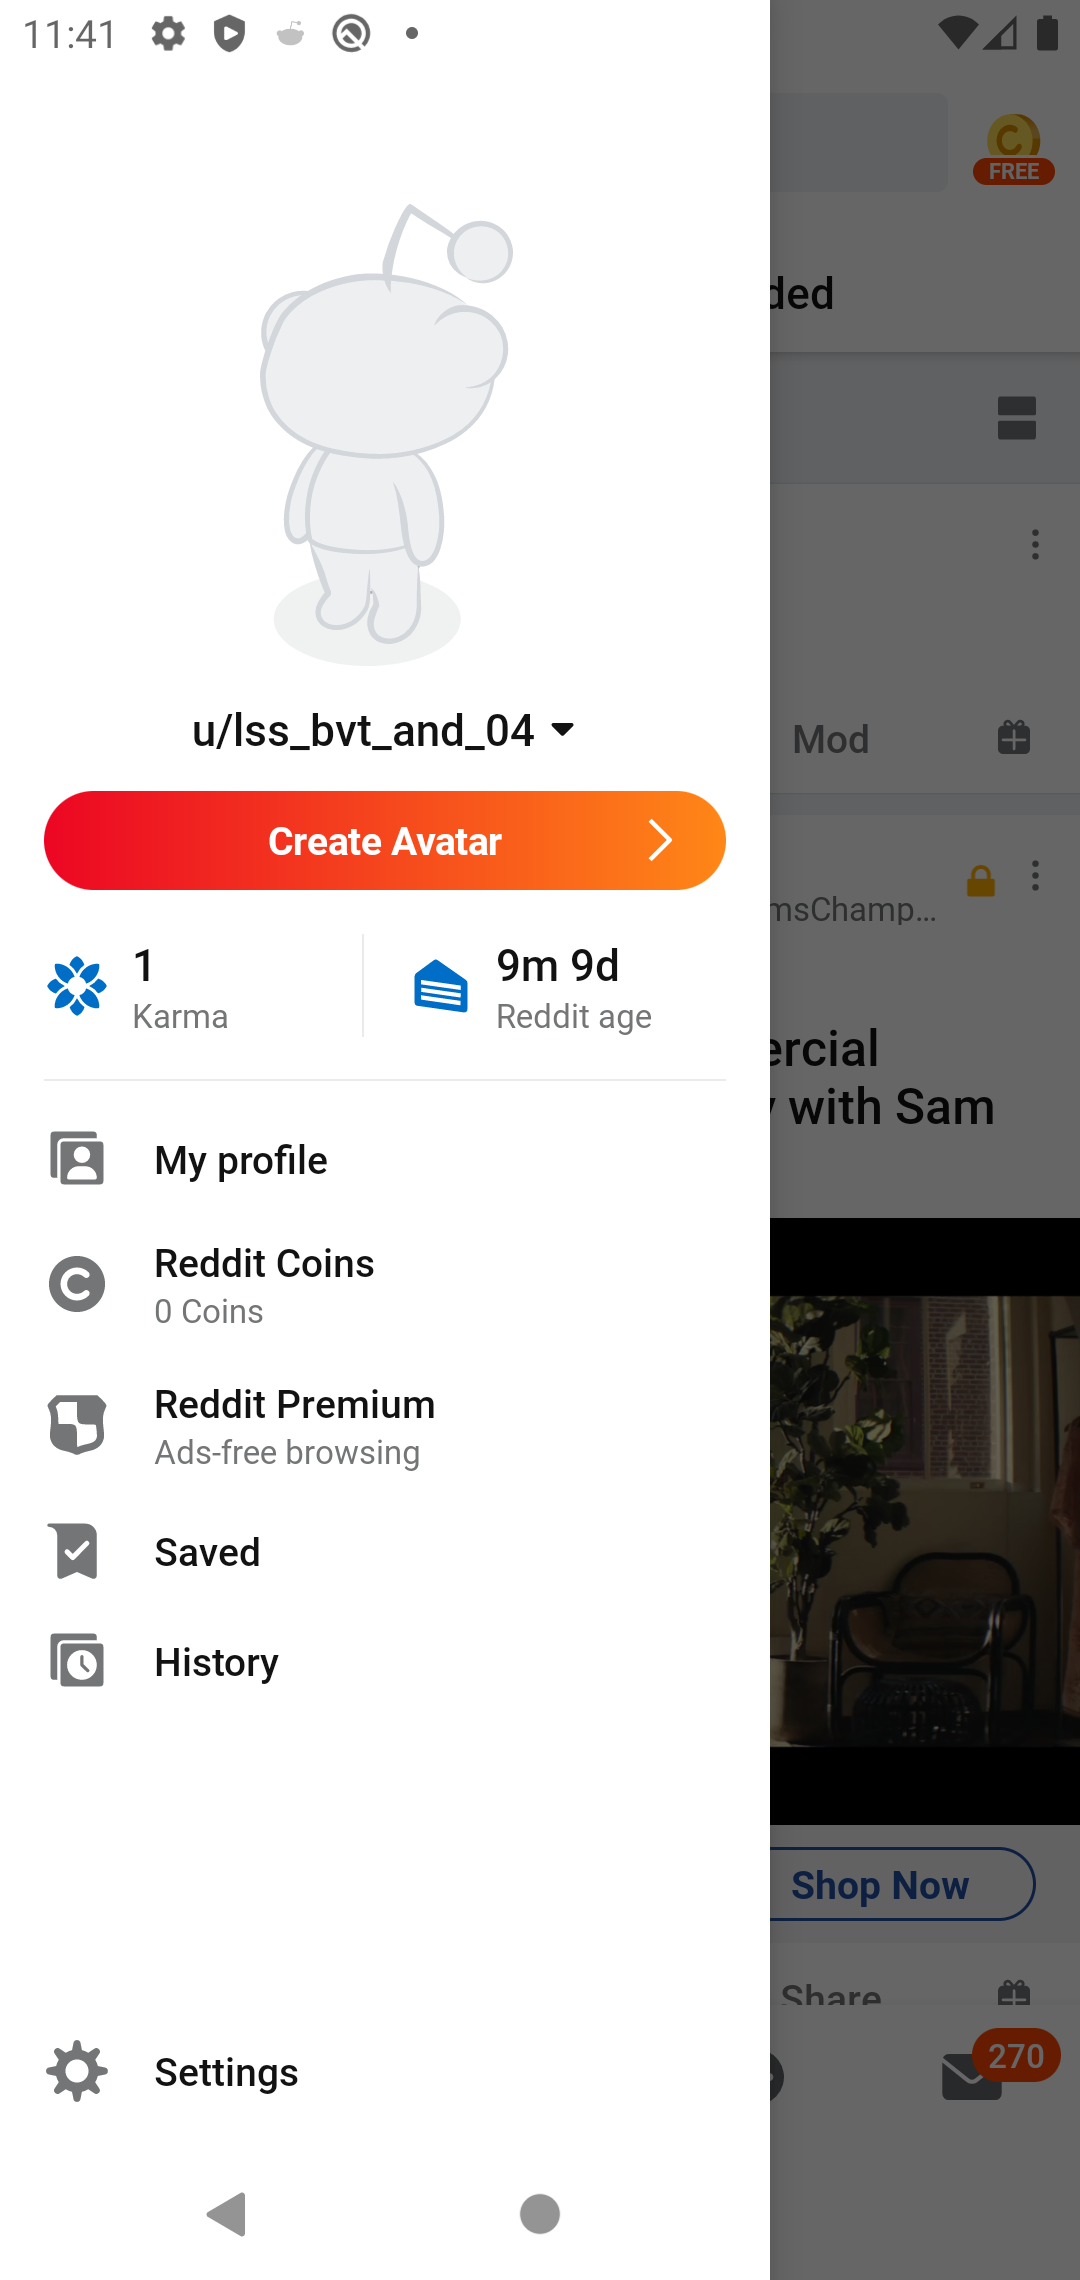 11:41
FREE
ded
u/lss_bvt_and_04
Mod
Create Avatar
msChamp...
1
Karma
9m 9d
Reddit age
ercial
with Sam
My profile
Reddit Coins
0 Coins
Reddit Premium
Ads-free browsing
Saved
History
Shop Now
Share
270
Settings